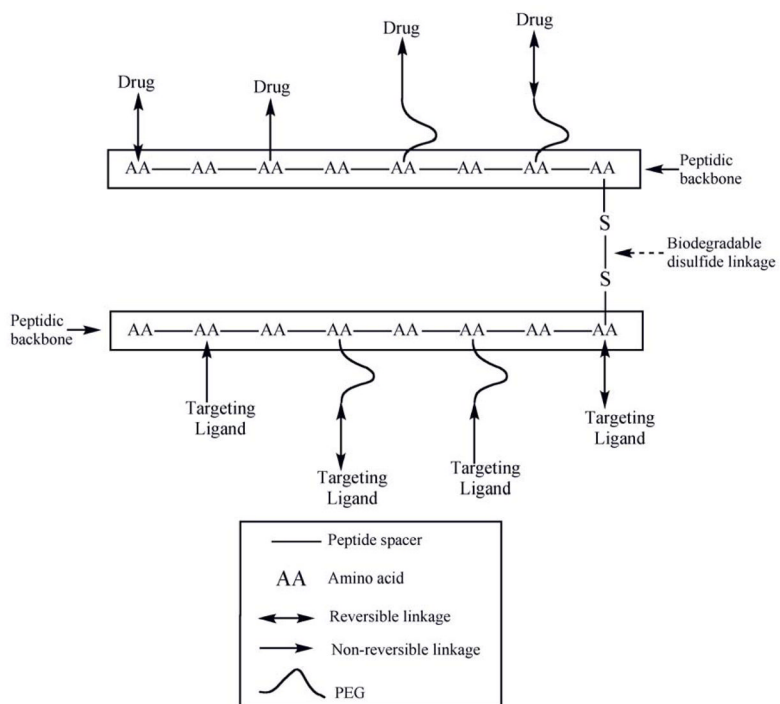 Drug
Drug
Drug
Drug
AA AA AA AA AA AA AA AA
Peptidic
backbone
S
Biodegradable
disulfide linkage
S
Peptidic
backbone
AA AA AA AA AA AA AA AA
Targeting
Ligand
Targeting
Ligand
Targeting
Ligand
Targeting
Ligand
Peptide spacer
AA Amino acid
Reversible linkage
Non-reversible linkage
PEG